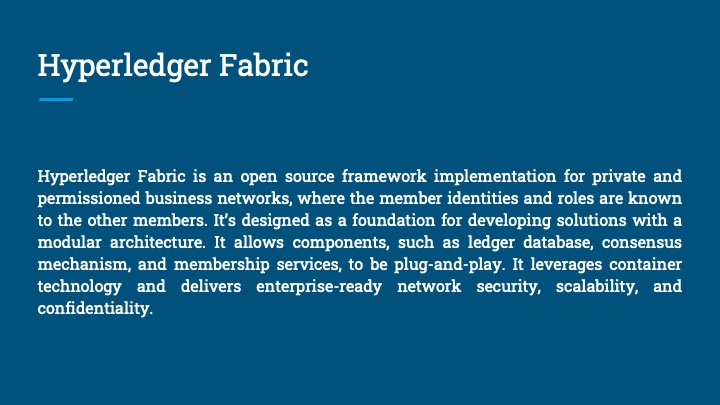 Hyperledger Fabric
Hyperledger Fabric is an open source framework implementation for private and
permissioned business networks, where the member identities and roles are known
to the other members. It’s designed as a foundation for developing solutions with a
modular architecture. It allows components, such as ledger database, consensus
mechanism, and membership services, to be plug-and-play. It leverages container
technology and delivers enterprise-ready network security, scalability, and
confidentiality.